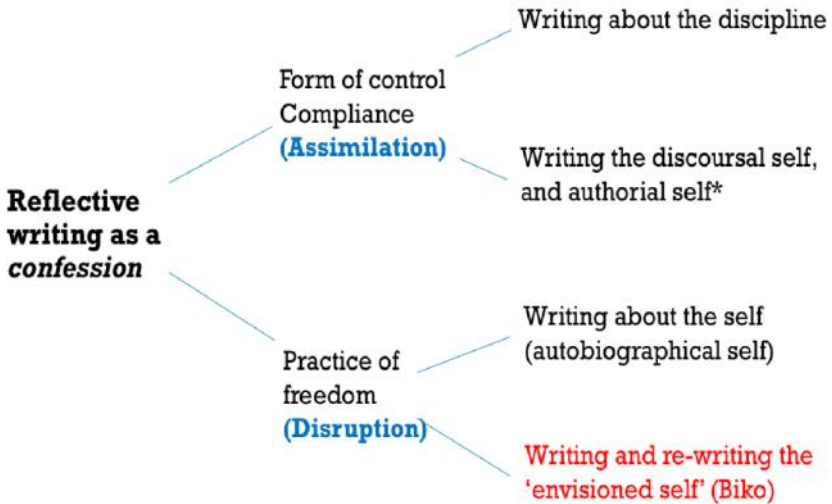 Reflective
writing as a
confession
Form of control
Compliance
(Assimilation)
Writing about the discipline
Writing the discoursal self,
and authorial self*
Practice of
freedom
(Disruption)
Writing about the self
(autobiographical self)
Writing and re-writing the
‘envisioned self’ (Biko)